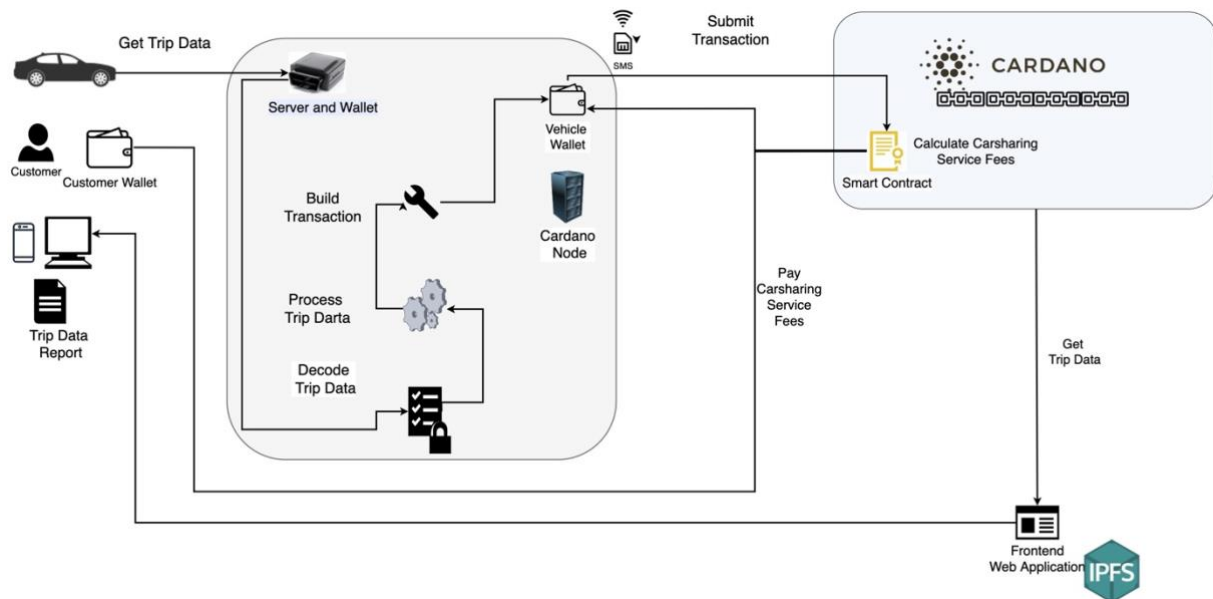 Get Trip Data
Server and Wallet
Customer
Customer Wallet
Trip Data
Report
Build
Transaction
Process
Trip Darta
Decode
Trip Data
SMS
Vehicle
Wallet
Cardano
Node
Submit
Transaction
CARDANO
Calculate Carsharing
Service Fees
Smart Contract
Pay
Carsharing
Service
Fees
Get
Trip Data
Frontend
Web Application
IPFS